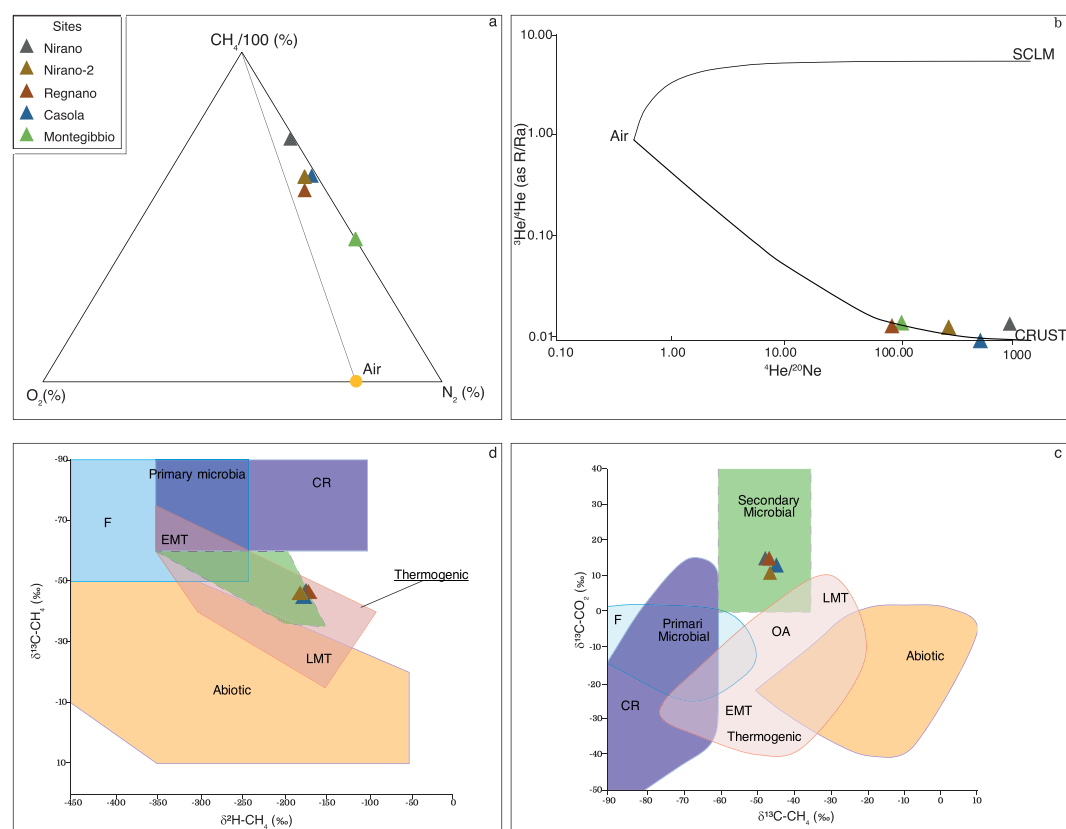 Sites
Nirano
Nirano-2
Regnano
Casola
Montegibbio
a
CH₄/100 (%)
Air
O₂(%)
N₂ (%)
b
10.00
1.00
0.10
0.01
³He/⁴He (as R/Ra)
SCLM
Air
CRUST
0.10
1.00
10.00
100.00
1000
⁴He/²⁰Ne
d
-90
-70
-50
-30
-10
10
δ¹³C-CH₄ (‰)
Primary microbia
CR
F
EMT
Thermogenic
LMT
Abiotic
-450
-400
-350
-300
-250
-200
-150
-100
-50
0
δ²H-CH₄ (‰)
c
40
30
20
10
0
-10
-20
-30
-40
-50
δ¹³C-CO₂ (‰)
Secondary
Microbial
LMT
F
Primari
Microbial
OA
Abiotic
CR
EMT
Thermogenic
-90
-80
-70
-60
-50
-40
-30
-20
-10
0
10
δ¹³C-CH₄ (‰)